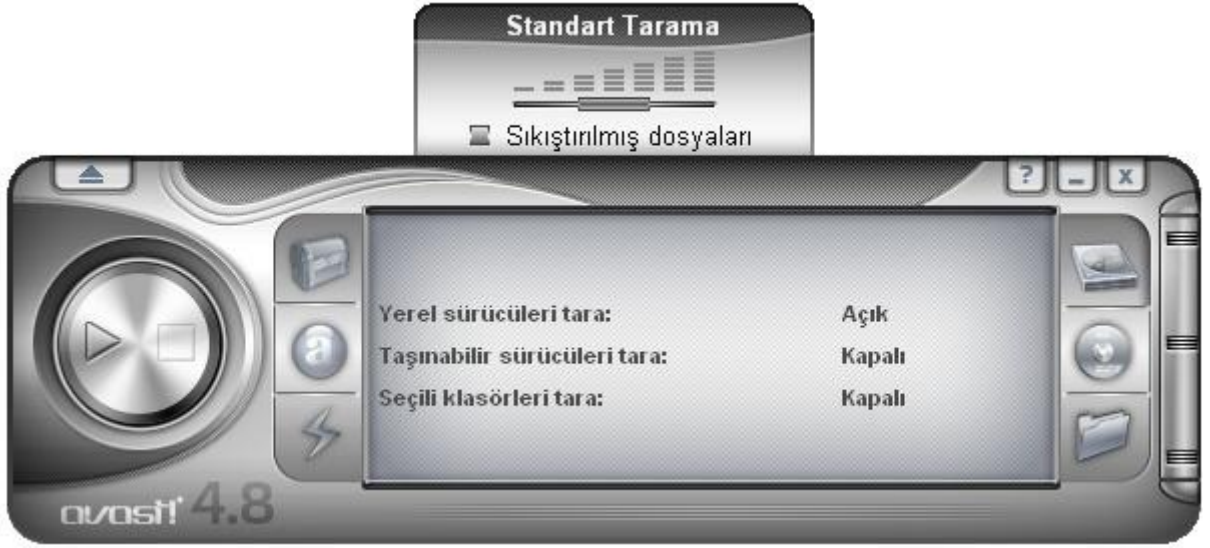 Standart Tarama
Sıkıştırılmış dosyaları
?
x
Yerel sürücüleri tara: Açık
Taşınabilir sürücüleri tara: Kapalı
Seçili klasörleri tara: Kapalı
a
avast! 4.8